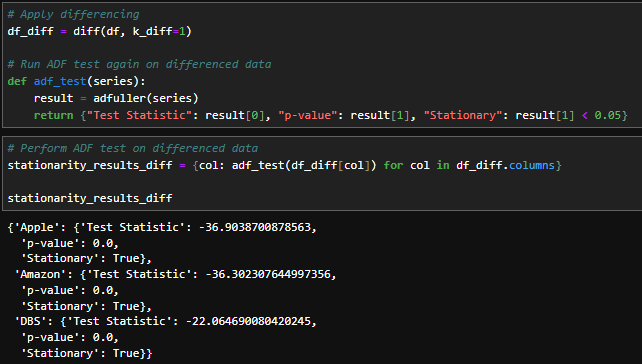 # Apply differencing
df_diff = diff(df, k_diff=1)
# Run ADF test again on differenced data
def adf_test(series):
    result = adfuller(series)
    return {"Test Statistic": result[0], "p-value": result[1], "Stationary": result[1] < 0.05}
# Perform ADF test on differenced data
stationarity_results_diff = {col: adf_test(df_diff[col]) for col in df_diff.columns}
stationarity_results_diff
{'Apple': {'Test Statistic': -36.9038700878563,
  'p-value': 0.0,
  'Stationary': True},
 'Amazon': {'Test Statistic': -36.302307644997356,
  'p-value': 0.0,
  'Stationary': True},
 'DBS': {'Test Statistic': -22.064690080420245,
  'p-value': 0.0,
  'Stationary': True}}